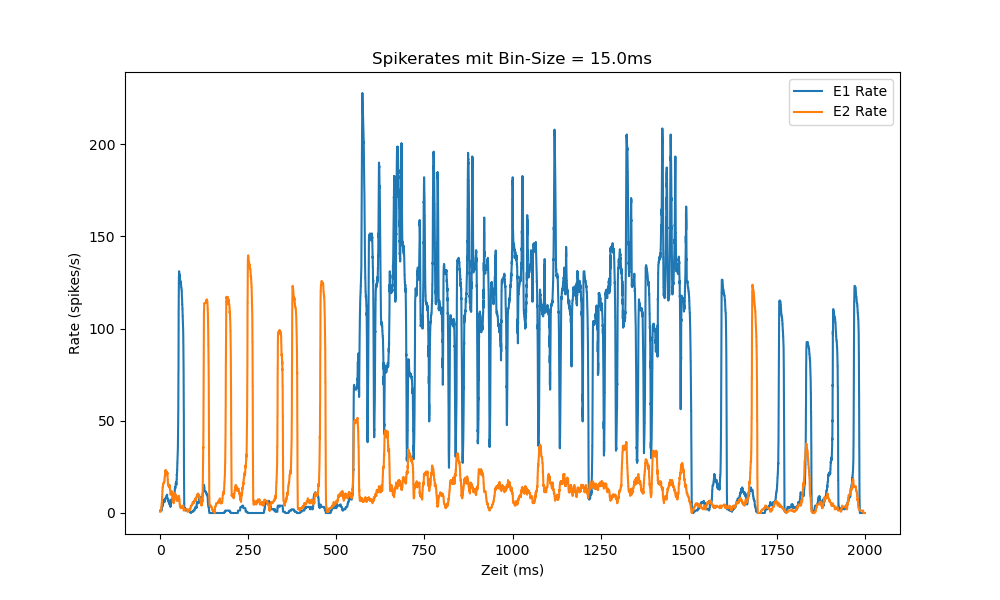 Spikerates mit Bin-Size = 15.0ms
E1 Rate
E2 Rate
Rate (spikes/s)
200
150
100
50
0
0 250 500 750 1000 1250 1500 1750 2000
Zeit (ms)